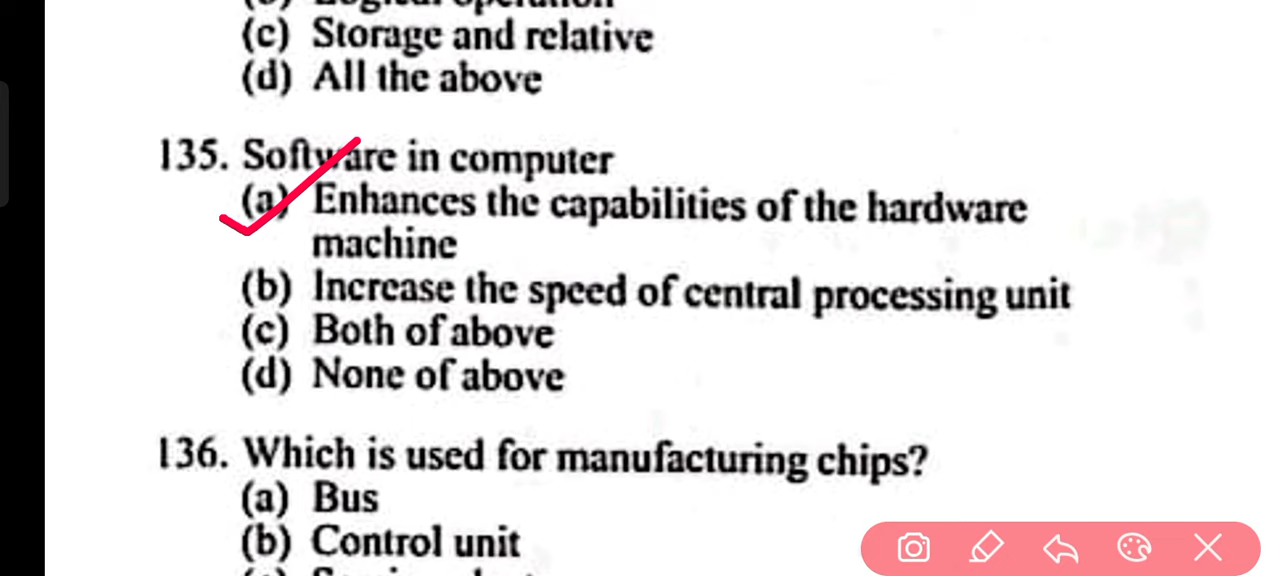 (c) Storage and relative
(d) All the above
135. Software in computer
(a) Enhances the capabilities of the hardware
machine
(b) Increase the speed of central processing unit
(c) Both of above
(d) None of above
136. Which is used for manufacturing chips?
(a) Bus
(b) Control unit